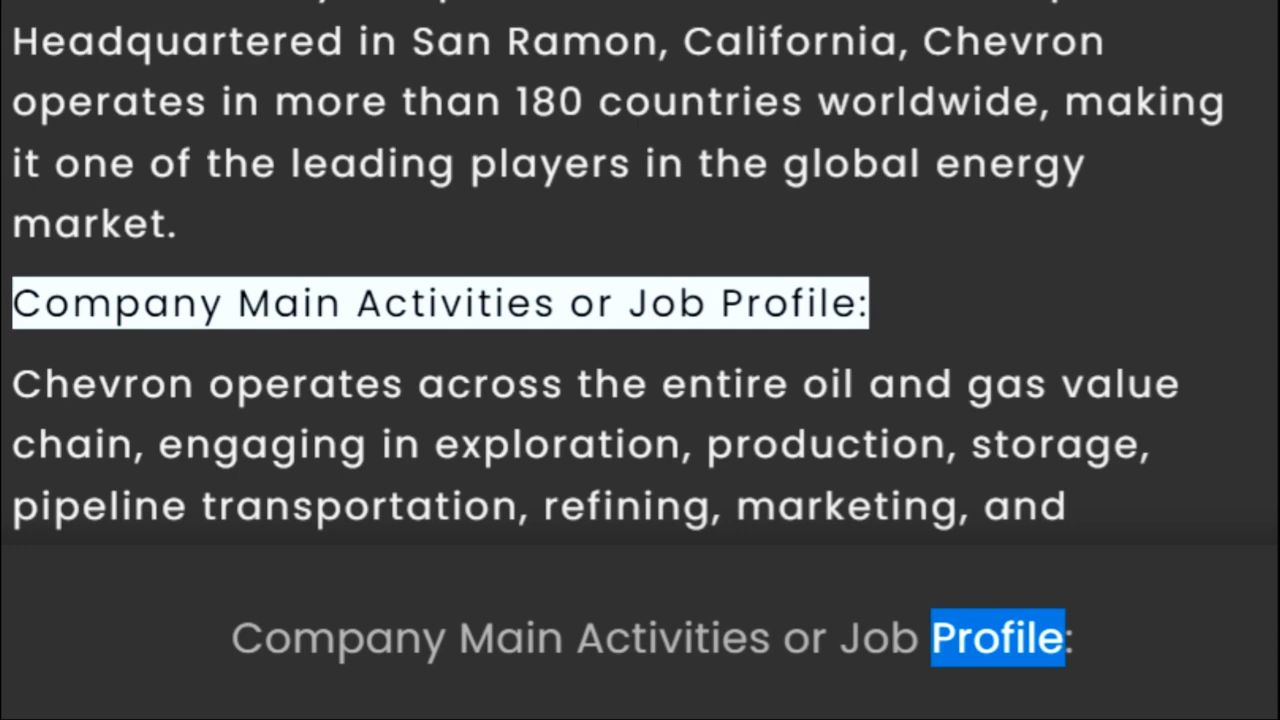 Headquartered in San Ramon, California, Chevron
operates in more than 180 countries worldwide, making
it one of the leading players in the global energy
market.
Company Main Activities or Job Profile:
Chevron operates across the entire oil and gas value
chain, engaging in exploration, production, storage,
pipeline transportation, refining, marketing, and
Company Main Activities or Job Profile: